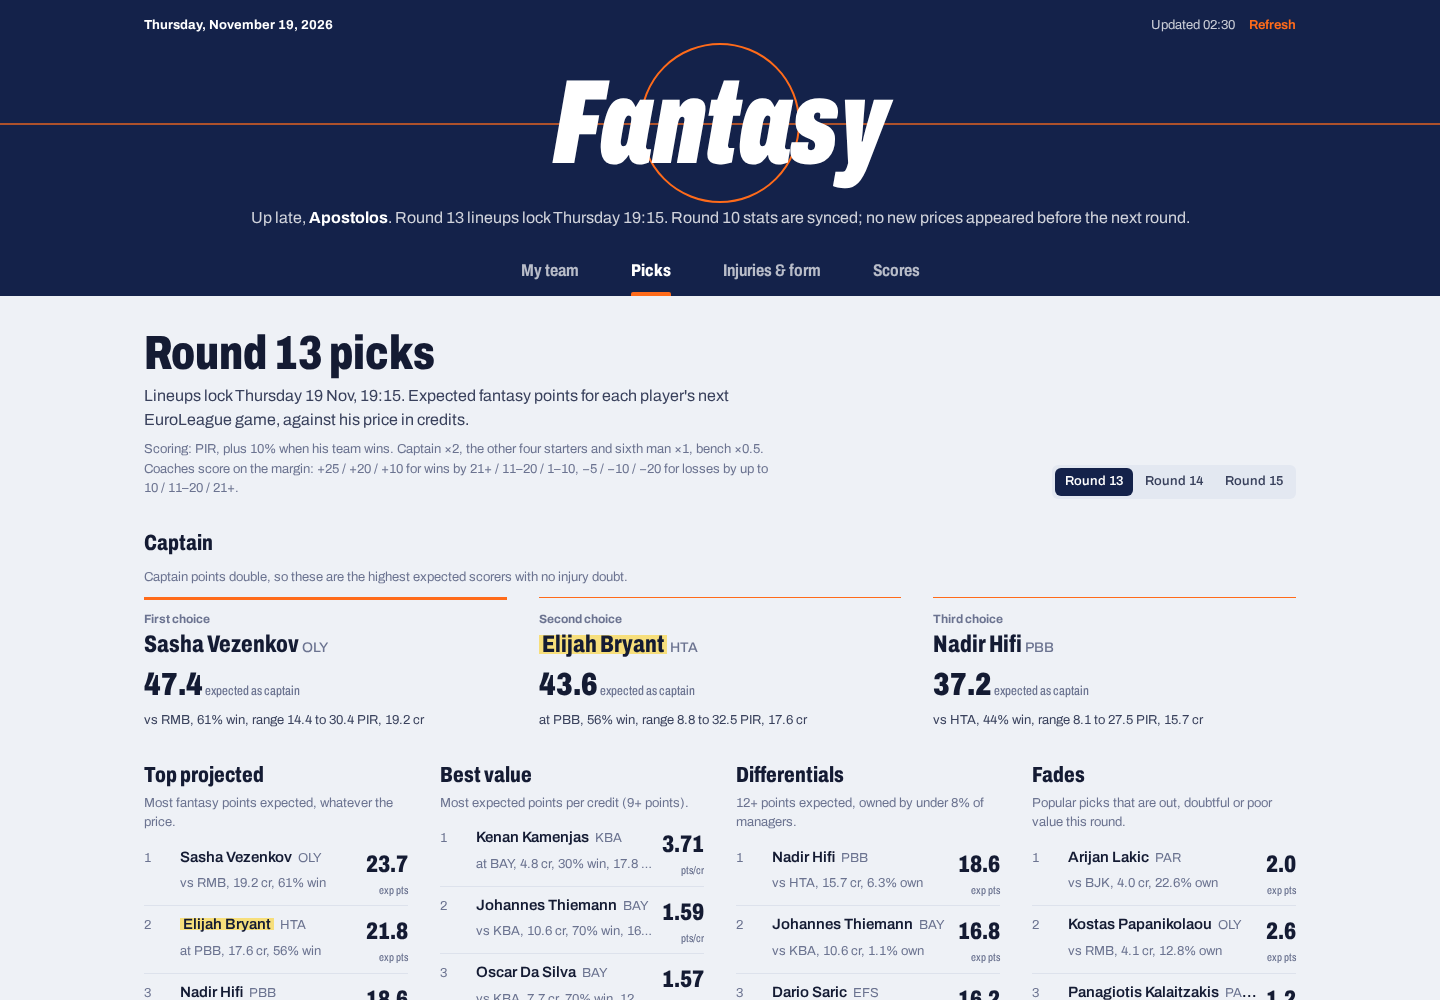 Thursday, November 19, 2026
Updated 02:30 Refresh
Fantasy
Up late, Apostolos. Round 13 lineups lock Thursday 19:15. Round 10 stats are synced; no new prices appeared before the next round.
My team Picks Injuries & form Scores
Round 13 picks
Lineups lock Thursday 19 Nov, 19:15. Expected fantasy points for each player's next
EuroLeague game, against his price in credits.
Scoring: PIR, plus 10% when his team wins. Captain ×2, the other four starters and sixth man ×1, bench ×0.5.
Coaches score on the margin: +25 / +20 / +10 for wins by 21+ / 11–20 / 1–10, −5 / −10 / −20 for losses by up to
10 / 11–20 / 21+.
Round 13 Round 14 Round 15
Captain
Captain points double, so these are the highest expected scorers with no injury doubt.
First choice
Sasha Vezenkov OLY
47.4 expected as captain
vs RMB, 61% win, range 14.4 to 30.4 PIR, 19.2 cr
Second choice
Elijah Bryant HTA
43.6 expected as captain
at PBB, 56% win, range 8.8 to 32.5 PIR, 17.6 cr
Third choice
Nadir Hifi PBB
37.2 expected as captain
vs HTA, 44% win, range 8.1 to 27.5 PIR, 15.7 cr
Top projected
Most fantasy points expected, whatever the
price.
1 Sasha Vezenkov OLY 23.7
vs RMB, 19.2 cr, 61% win exp pts
2 Elijah Bryant HTA 21.8
at PBB, 17.6 cr, 56% win exp pts
3 Nadir Hifi PBB 18.6
Best value
Most expected points per credit (9+ points).
1 Kenan Kamenjas KBA 3.71
at BAY, 4.8 cr, 30% win, 17.8 ... pts/cr
2 Johannes Thiemann BAY 1.59
vs KBA, 10.6 cr, 70% win, 16... pts/cr
3 Oscar Da Silva BAY 1.57
vs KBA, 7.7 cr, 70% win, 12
Differentials
12+ points expected, owned by under 8% of
managers.
1 Nadir Hifi PBB 18.6
vs HTA, 15.7 cr, 6.3% own exp pts
2 Johannes Thiemann BAY 16.8
vs KBA, 10.6 cr, 1.1% own exp pts
3 Dario Saric EFS 16.2
Fades
Popular picks that are out, doubtful or poor
value this round.
1 Arijan Lakic PAR 2.0
vs BJK, 4.0 cr, 22.6% own exp pts
2 Kostas Papanikolaou OLY 2.6
vs RMB, 4.1 cr, 12.8% own exp pts
3 Panagiotis Kalaitzakis PA... 1.2